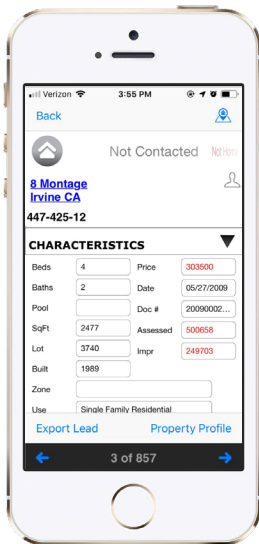 Verizon 3:55 PM
Back
Not Contacted Not Home
8 Montage
Irvine CA
447-425-12
CHARACTERISTICS
Beds 4 Price 303500
Baths 2 Date 05/27/2009
Pool Doc # 20090002...
SqFt 2477 Assessed 500658
Lot 3740 Impr 249703
Built 1989
Zone
Use Single Family Residential
Export Lead Property Profile
3 of 857